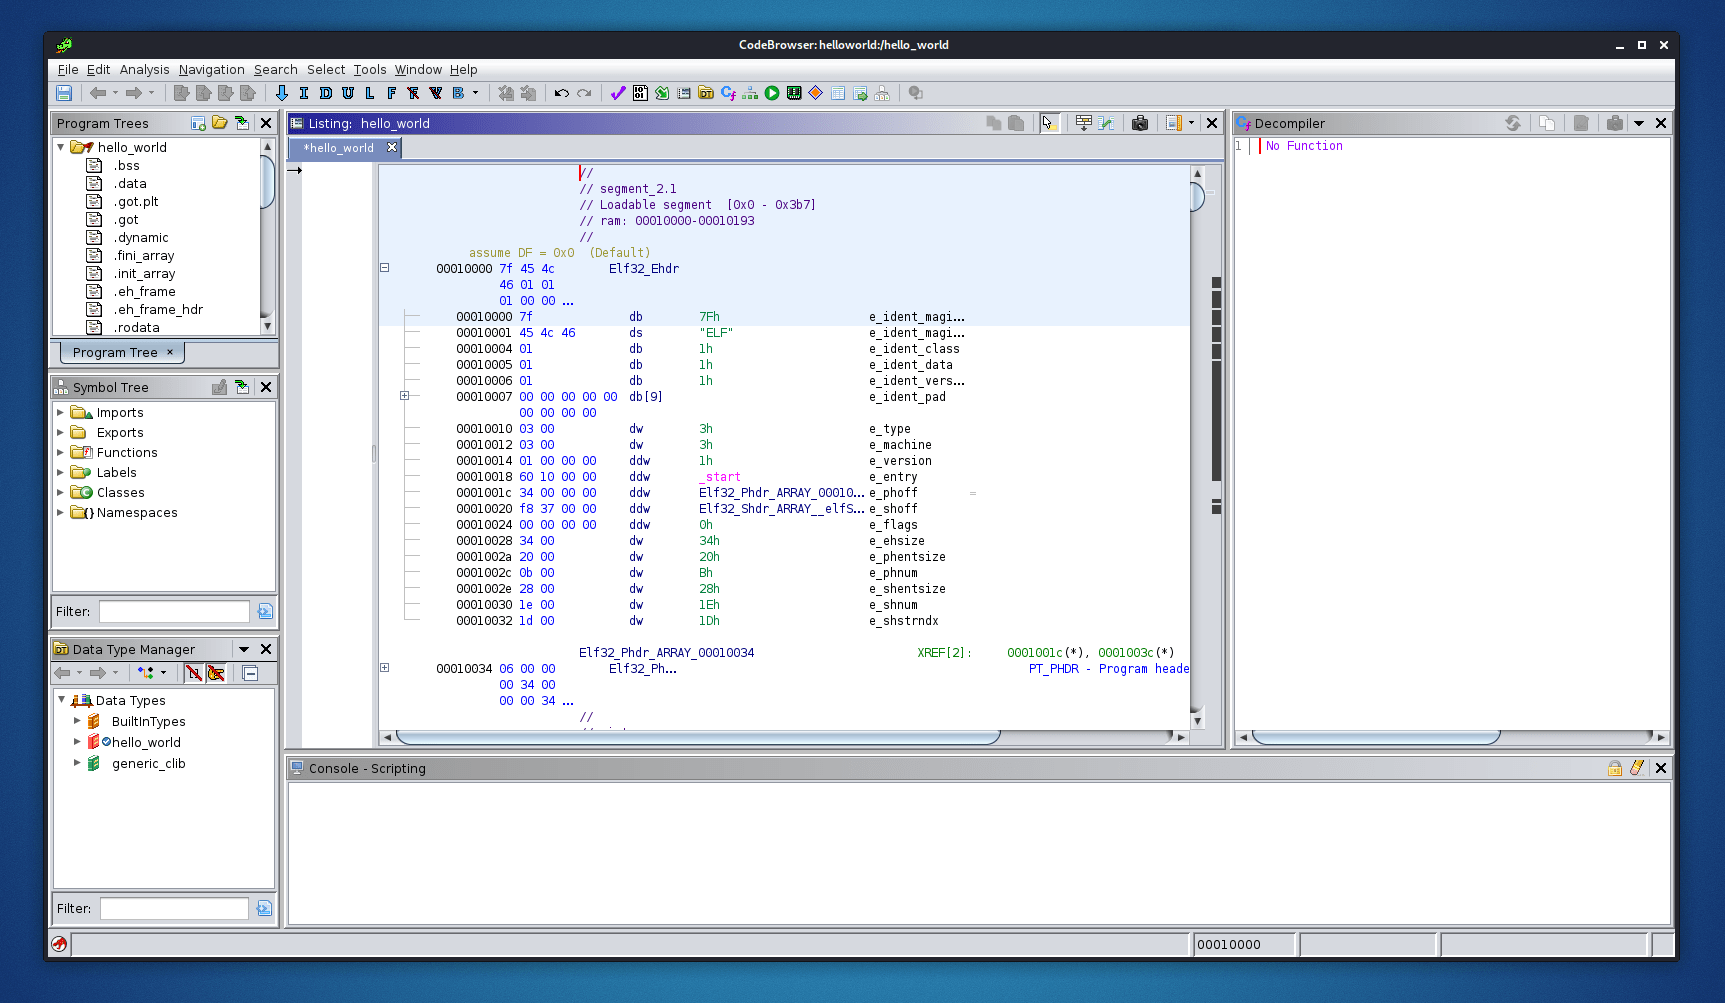 CodeBrowser: helloworld:/hello_world
File Edit Analysis Navigation Search Select Tools Window Help
I D U L F B
Program Trees
hello_world
.bss
.data
.got.plt
.got
.dynamic
.fini_array
.init_array
.eh_frame
.eh_frame_hdr
.rodata
Program Tree ×
Symbol Tree
Imports
Exports
Functions
Labels
Classes
Namespaces
Filter:
Data Type Manager
Data Types
BuiltInTypes
hello_world
generic_clib
Filter:
Listing: hello_world
*hello_world
//
// segment_2.1
// Loadable segment [0x0 - 0x3b7]
// ram: 00010000-00010193
//
assume DF = 0x0 (Default)
00010000 7f 45 4c Elf32_Ehdr
46 01 01
01 00 00 ...
00010000 7f db 7Fh e_ident_magi...
00010001 45 4c 46 ds "ELF" e_ident_magi...
00010004 01 db 1h e_ident_class
00010005 01 db 1h e_ident_data
00010006 01 db 1h e_ident_vers...
00010007 00 00 00 00 00 db[9] e_ident_pad
00 00 00 00
00010010 03 00 dw 3h e_type
00010012 03 00 dw 3h e_machine
00010014 01 00 00 00 ddw 1h e_version
00010018 60 10 00 00 ddw _start e_entry
0001001c 34 00 00 00 ddw Elf32_Phdr_ARRAY_00010... e_phoff =
00010020 f8 37 00 00 ddw Elf32_Shdr_ARRAY__elfS... e_shoff
00010024 00 00 00 00 ddw 0h e_flags
00010028 34 00 dw 34h e_ehsize
0001002a 20 00 dw 20h e_phentsize
0001002c 0b 00 dw Bh e_phnum
0001002e 28 00 dw 28h e_shentsize
00010030 1e 00 dw 1Eh e_shnum
00010032 1d 00 dw 1Dh e_shstrndx
Elf32_Phdr_ARRAY_00010034 XREF[2]: 0001001c(*), 0001003c(*)
00010034 06 00 00 Elf32_Ph... PT_PHDR - Program heade
00 34 00
00 00 34 ...
//
Decompiler
1 No Function
Console - Scripting
00010000